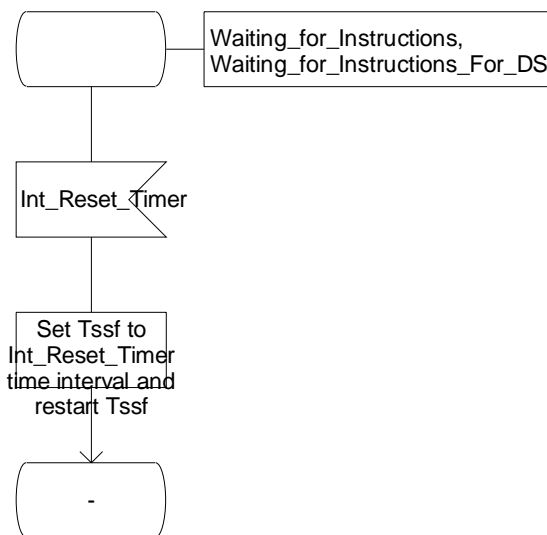 Waiting_for_Instructions,
Waiting_for_Instructions_For_DS
Int_Reset_Timer
Set Tssf to
Int_Reset_Timer
time interval and
restart Tssf
-